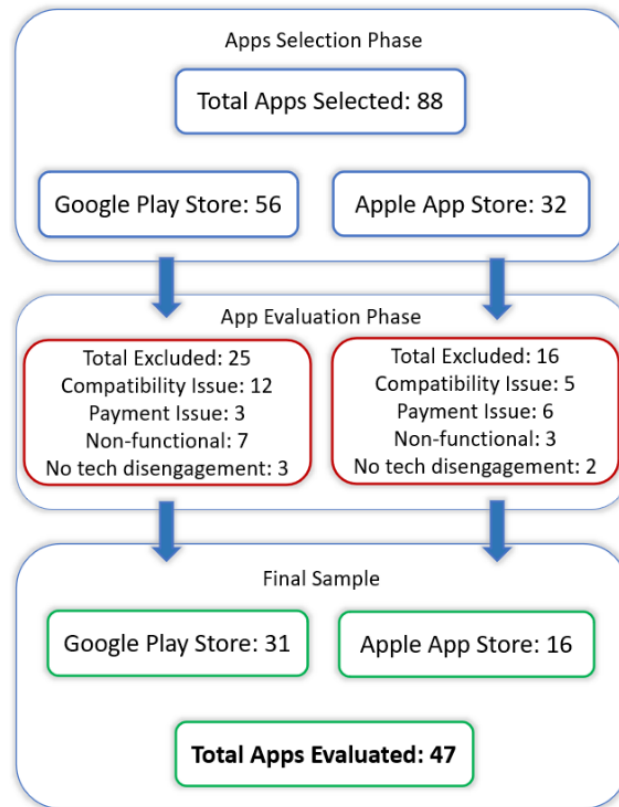 Apps Selection Phase
Total Apps Selected: 88
Google Play Store: 56
Apple App Store: 32
App Evaluation Phase
Total Excluded: 25
Compatibility Issue: 12
Payment Issue: 3
Non-functional: 7
No tech disengagement: 3
Total Excluded: 16
Compatibility Issue: 5
Payment Issue: 6
Non-functional: 3
No tech disengagement: 2
Final Sample
Google Play Store: 31
Apple App Store: 16
Total Apps Evaluated: 47